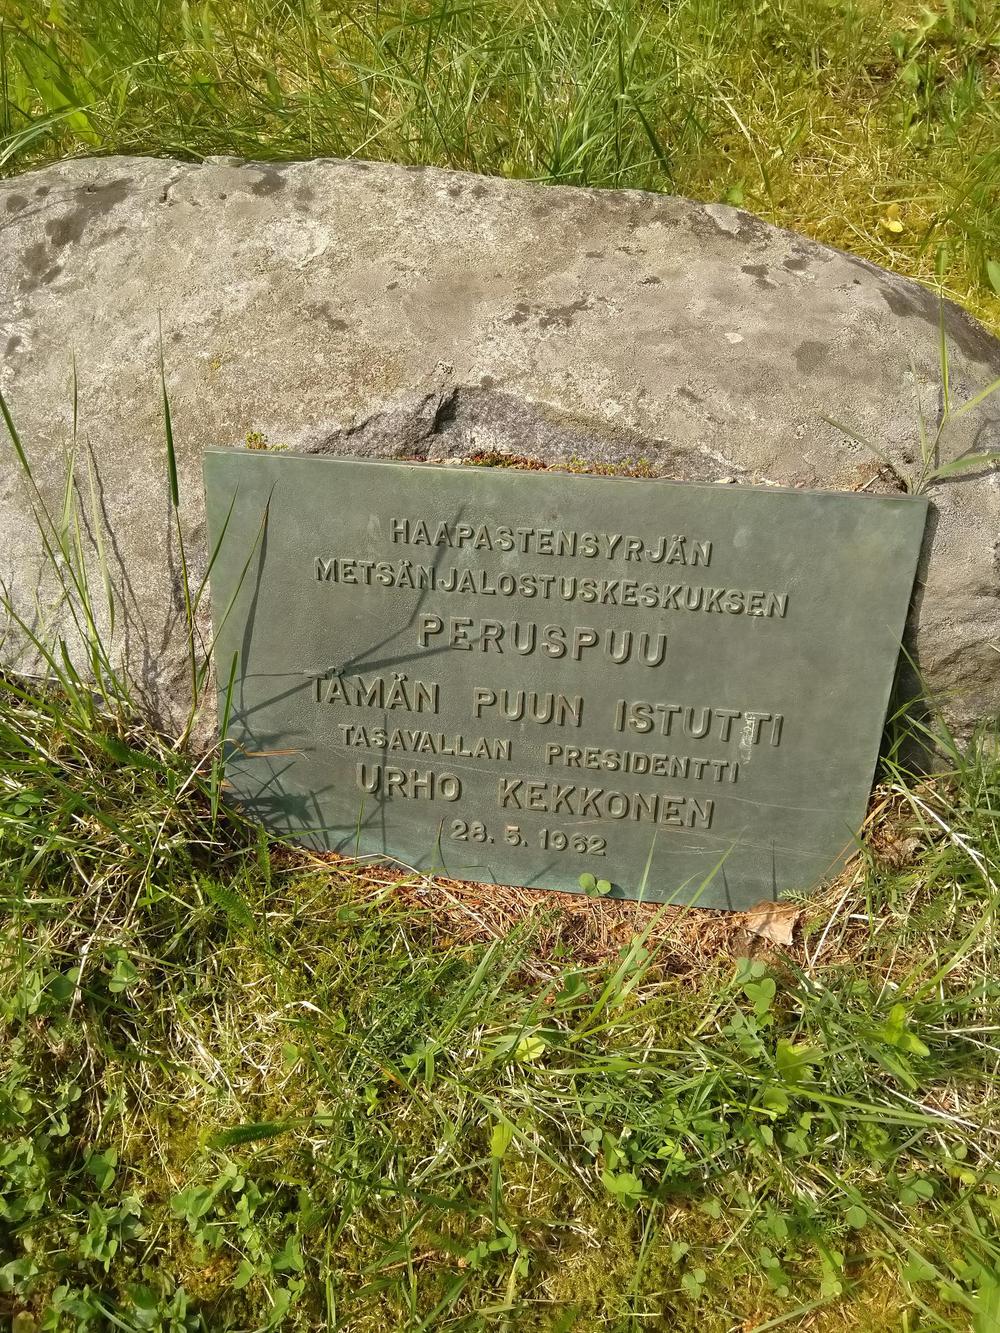 HAAPASTENSYRJÄN
METSÄNJALOSTUSKESKUKSEN
PERUSPUU
TÄMÄN PUUN ISTUTTI
TASAVALLAN PRESIDENTTI
URHO KEKKONEN
28.5.1962